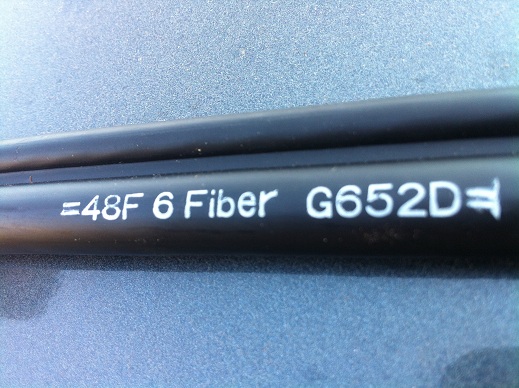 =48F 6 Fiber G652D=